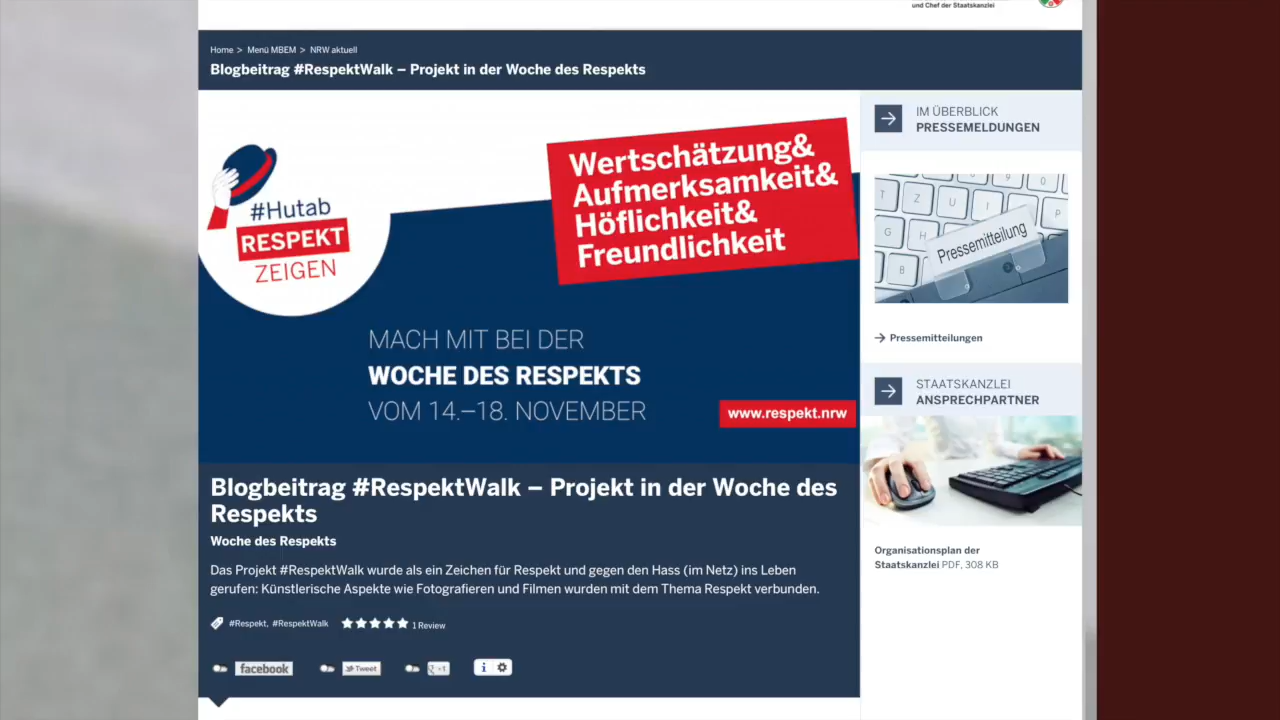 und Chef der Staatskanzlei
Home > Menü MBEM > NRW aktuell
Blogbeitrag #RespektWalk – Projekt in der Woche des Respekts
#Hutab
RESPEKT
ZEIGEN
Wertschätzung&
Aufmerksamkeit&
Höflichkeit&
Freundlichkeit
MACH MIT BEI DER
WOCHE DES RESPEKTS
VOM 14.–18. NOVEMBER
www.respekt.nrw
Blogbeitrag #RespektWalk – Projekt in der Woche des
Respekts
Woche des Respekts
Das Projekt #RespektWalk wurde als ein Zeichen für Respekt und gegen den Hass (im Netz) ins Leben
gerufen: Künstlerische Aspekte wie Fotografieren und Filmen wurden mit dem Thema Respekt verbunden.
#Respekt, #RespektWalk
1 Review
facebook
Tweet
+1
i
IM ÜBERBLICK
PRESSEMELDUNGEN
T Z U I P
G H
B
Pressemitteilung
Pressemitteilungen
STAATSKANZLEI
ANSPRECHPARTNER
Organisationsplan der
Staatskanzlei PDF, 308 KB